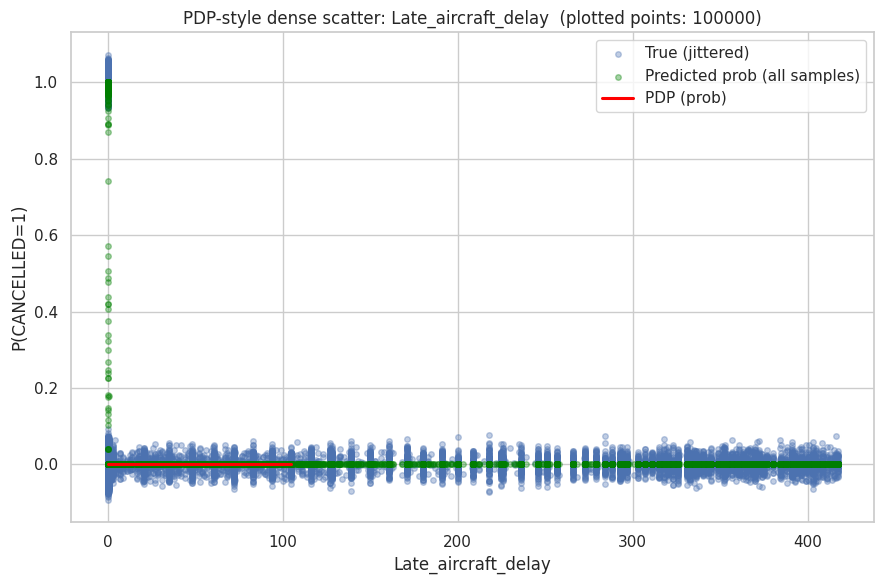 PDP-style dense scatter: Late_aircraft_delay  (plotted points: 100000)
True (jittered)
Predicted prob (all samples)
PDP (prob)
P(CANCELLED=1)
1.0
0.8
0.6
0.4
0.2
0.0
0
100
200
300
400
Late_aircraft_delay